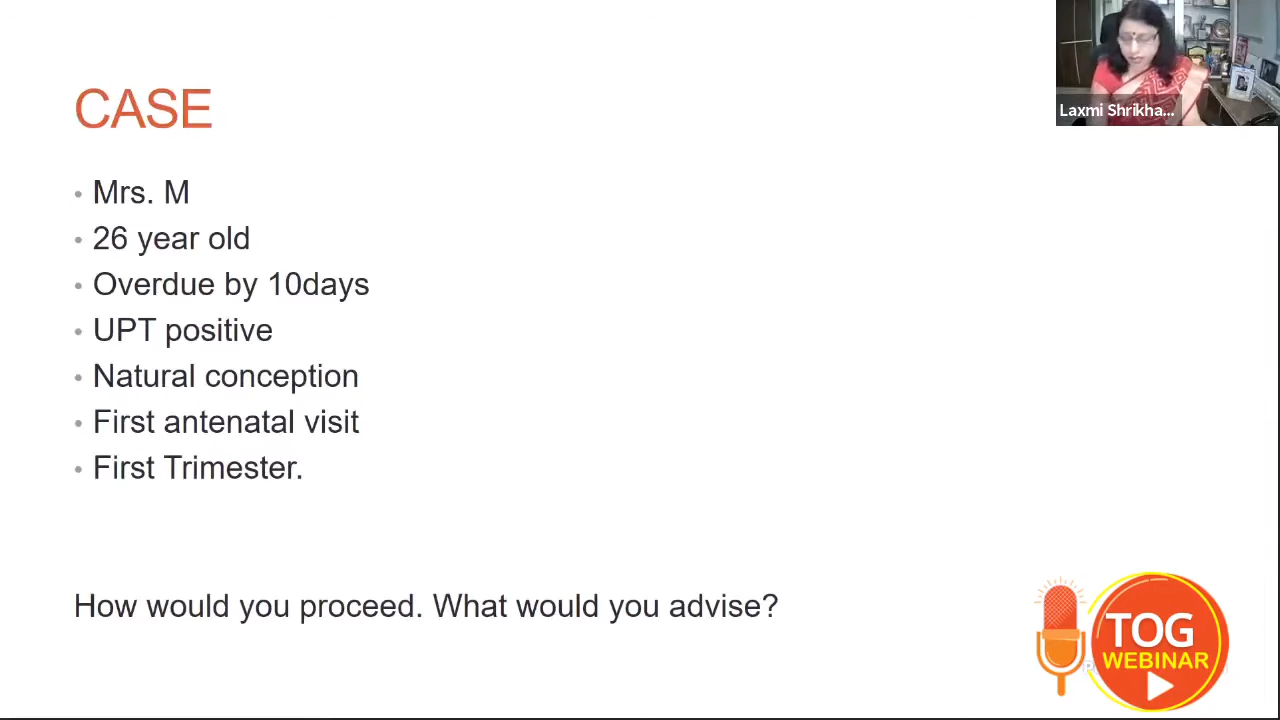 Laxmi Shrikha...
CASE
• Mrs. M
• 26 year old
• Overdue by 10days
• UPT positive
• Natural conception
• First antenatal visit
• First Trimester.
How would you proceed. What would you advise?
TOG
WEBINAR